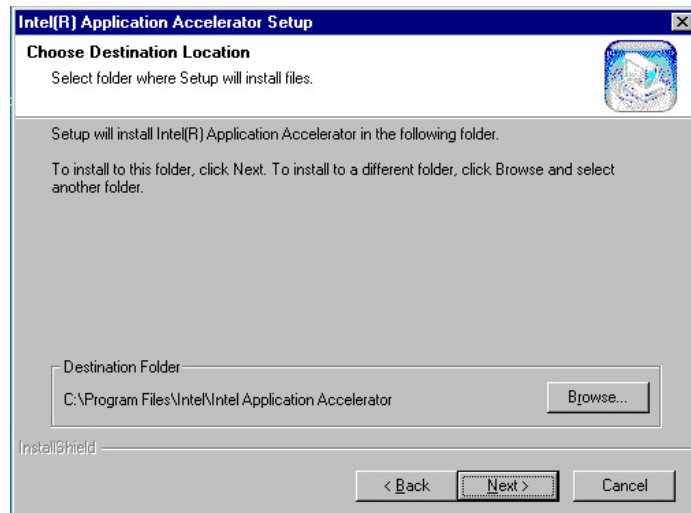 Intel(R) Application Accelerator Setup
Choose Destination Location
Select folder where Setup will install files.
Setup will install Intel(R) Application Accelerator in the following folder.
To install to this folder, click Next. To install to a different folder, click Browse and select
another folder.
Destination Folder
C:\Program Files\Intel\Intel Application Accelerator
Browse...
InstallShield
< Back
Next >
Cancel